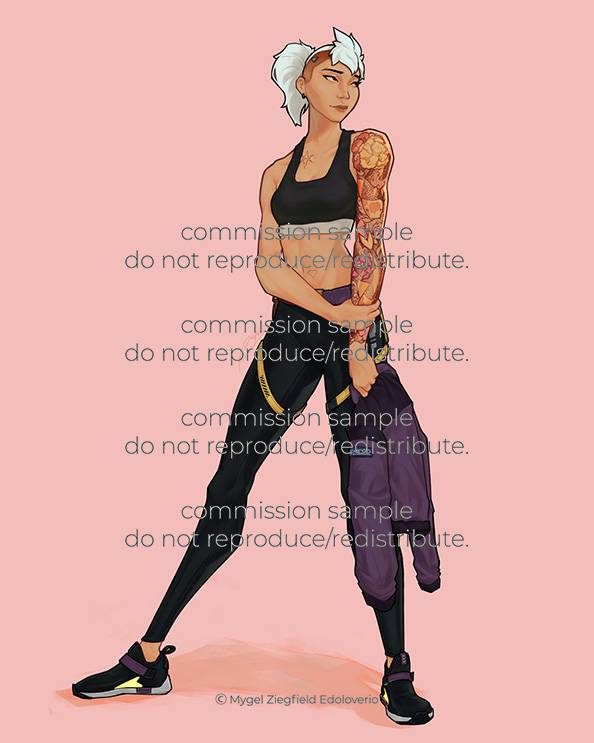 commission sample
do not reproduce/redistribute.
commission sample
do not reproduce/redistribute.
commission sample
do not reproduce/redistribute.
commission sample
do not reproduce/redistribute.
© Mygel Ziegfield Edoloverio